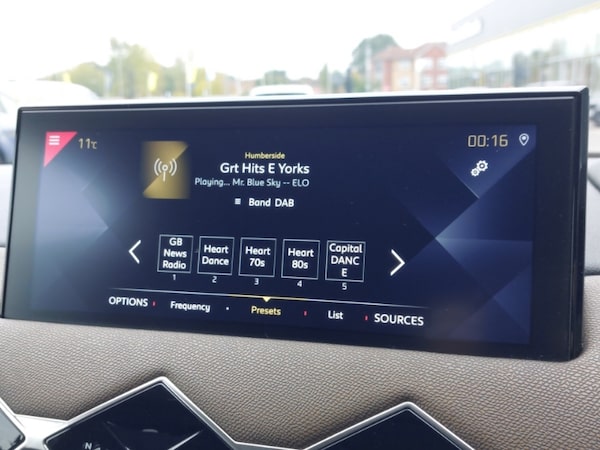 11°C
Humberside
00:16
Grt Hits E Yorks
Playing... Mr. Blue Sky -- ELO
Band DAB
GB News Radio
Heart Dance
Heart 70s
Heart 80s
Capital DANC E
1 2 3 4 5
OPTIONS Frequency Presets List SOURCES
N